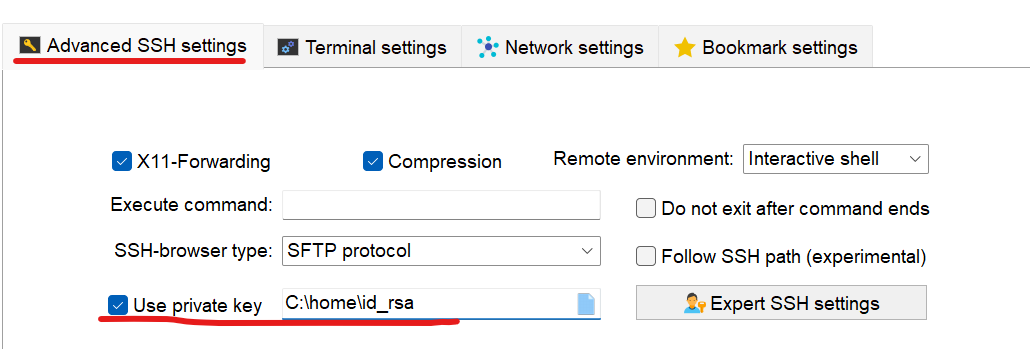 Advanced SSH settings Terminal settings Network settings Bookmark settings
X11-Forwarding Compression Remote environment: Interactive shell
Execute command: Do not exit after command ends
SSH-browser type: SFTP protocol Follow SSH path (experimental)
Use private key C:\home\id_rsa Expert SSH settings